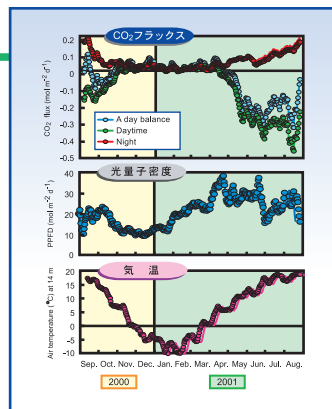 CO₂フラックス
0.2
0.1
0
-0.1
-0.2
-0.3
-0.4
-0.5
CO₂ flux (mol m⁻² d⁻¹)
A day balance
Daytime
Night
光量子密度
40
30
20
10
0
PPFD (mol m⁻² d⁻¹)
気温
20
15
10
5
0
-5
-10
Air temperature (°C) at 14 m
Sep. Oct. Nov. Dec. Jan. Feb. Mar. Apr. May Jun. Jul. Aug.
2000
2001